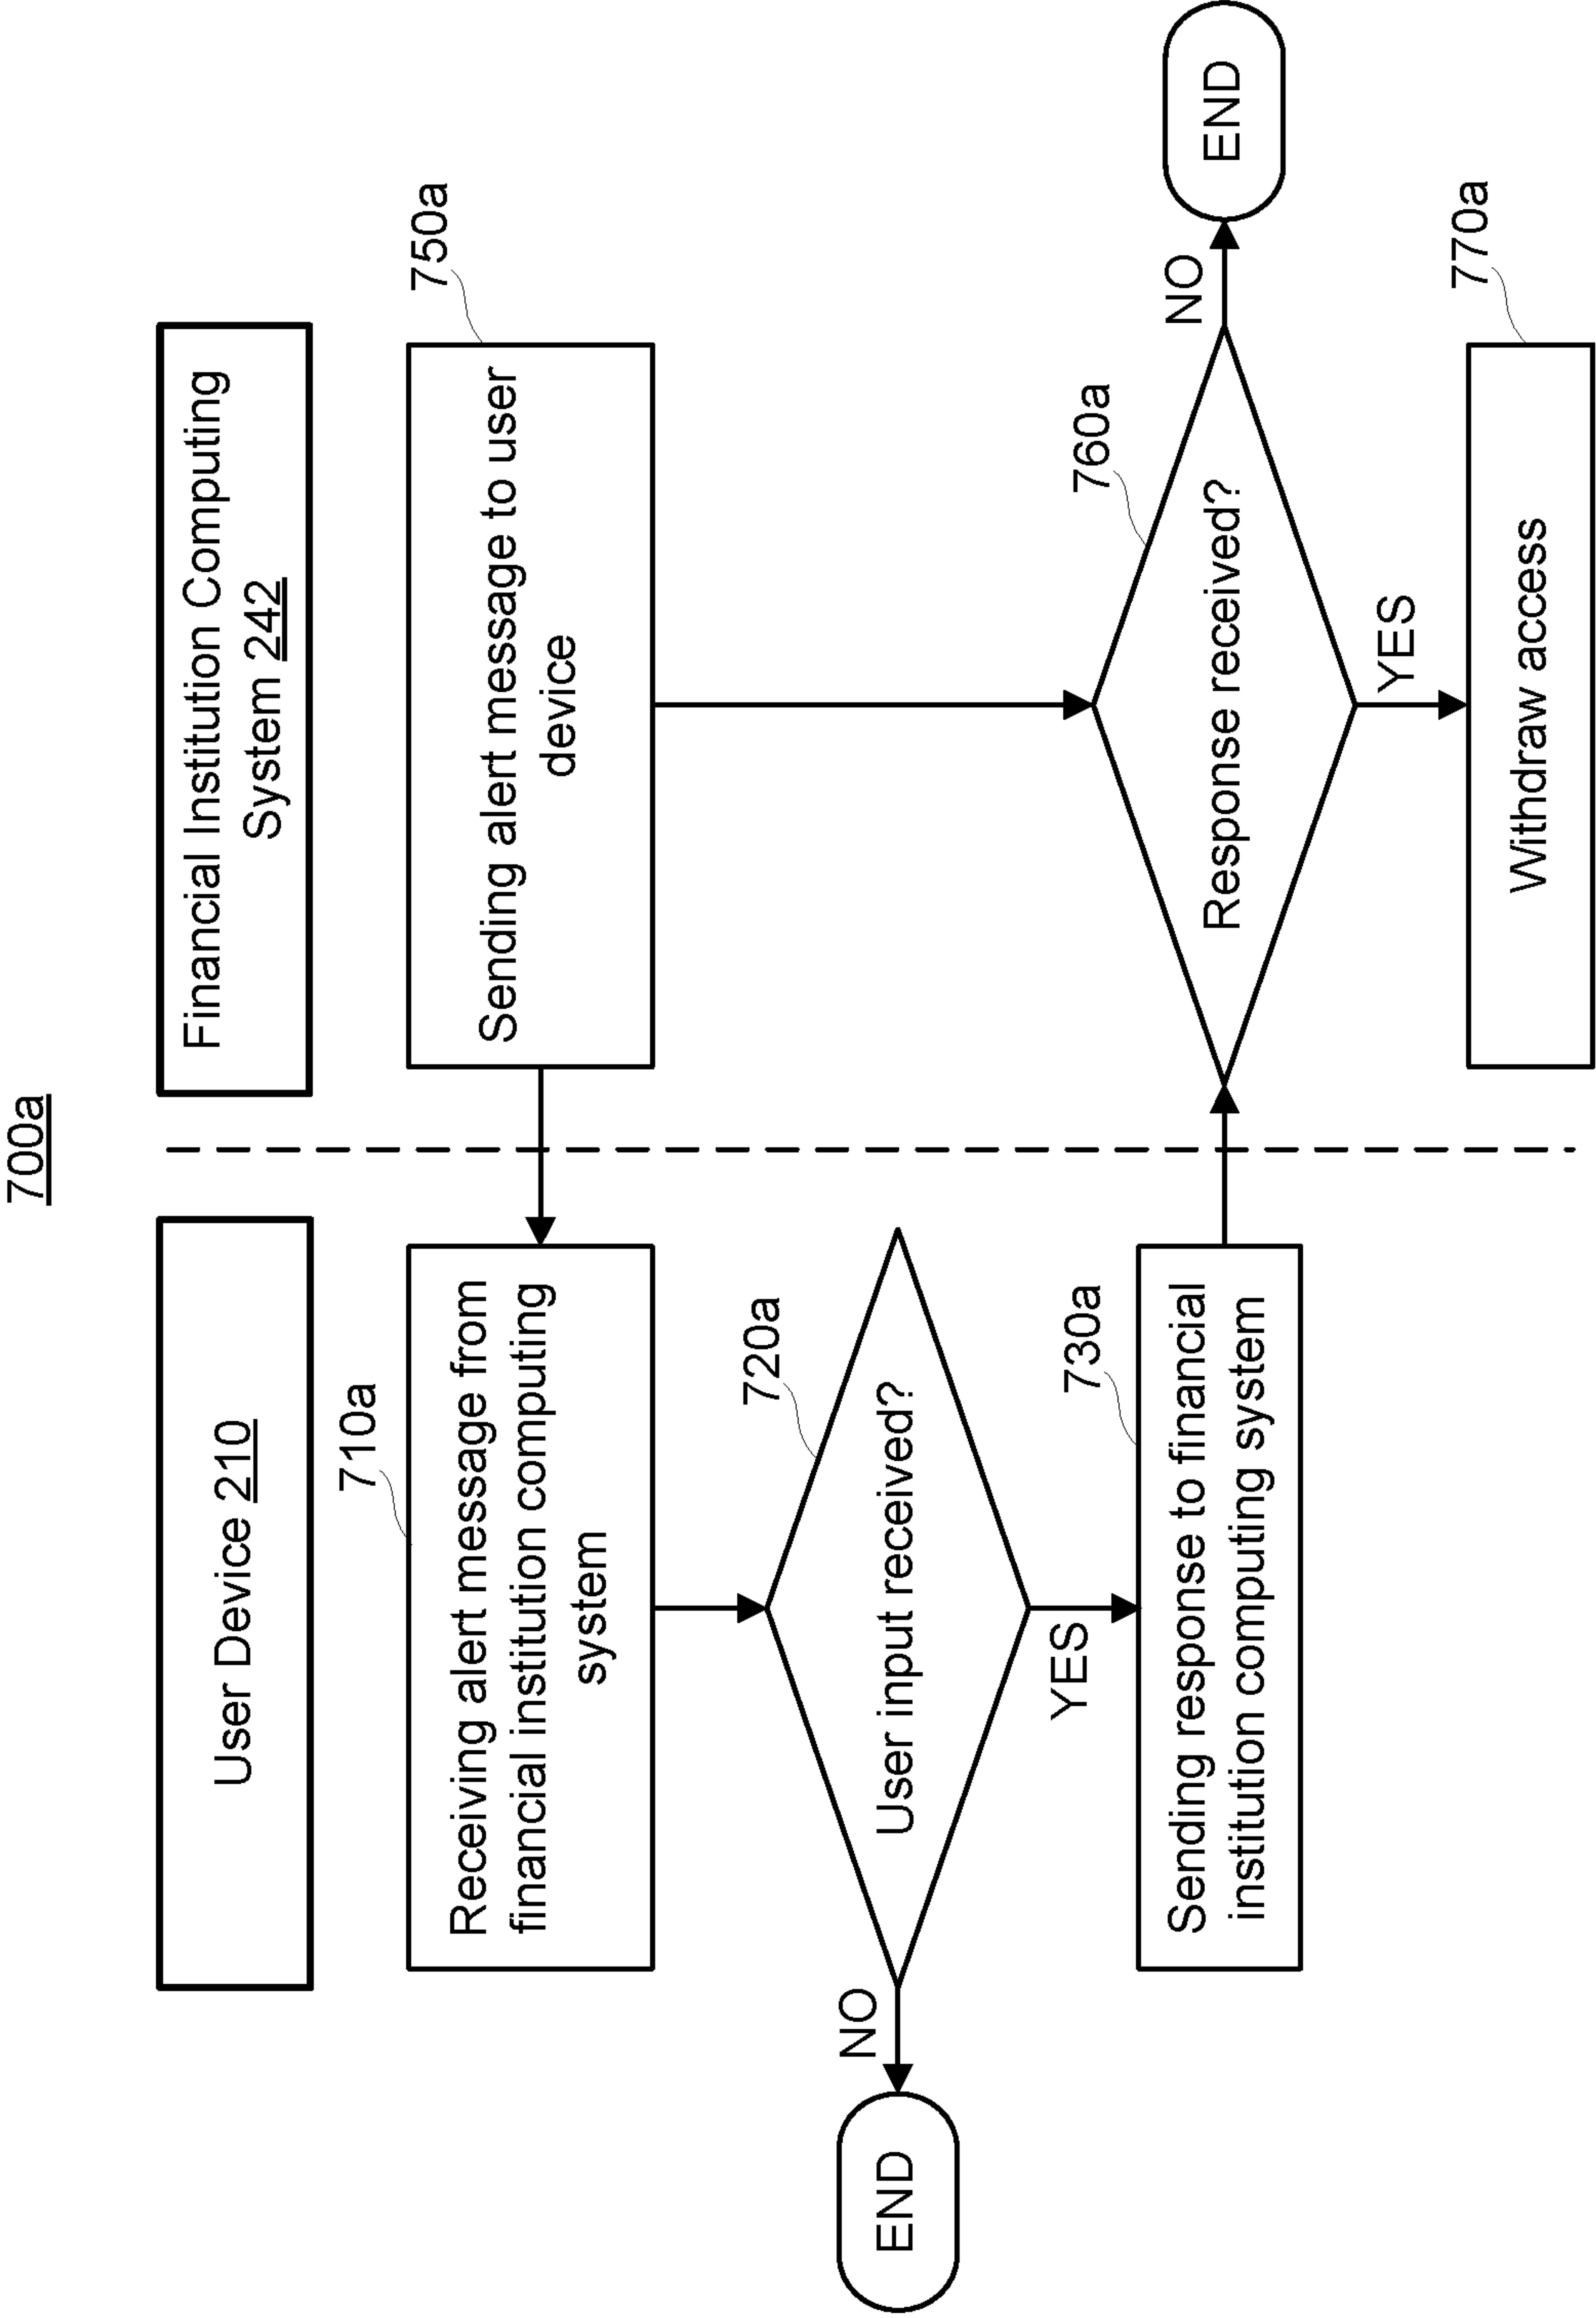 700a
User Device 210
Financial Institution Computing
System 242
710a
Receiving alert message from
financial institution computing
system
750a
Sending alert message to user
device
720a
User input received?
NO
END
YES
730a
Sending response to financial
institution computing system
760a
Response received?
NO
END
YES
770a
Withdraw access